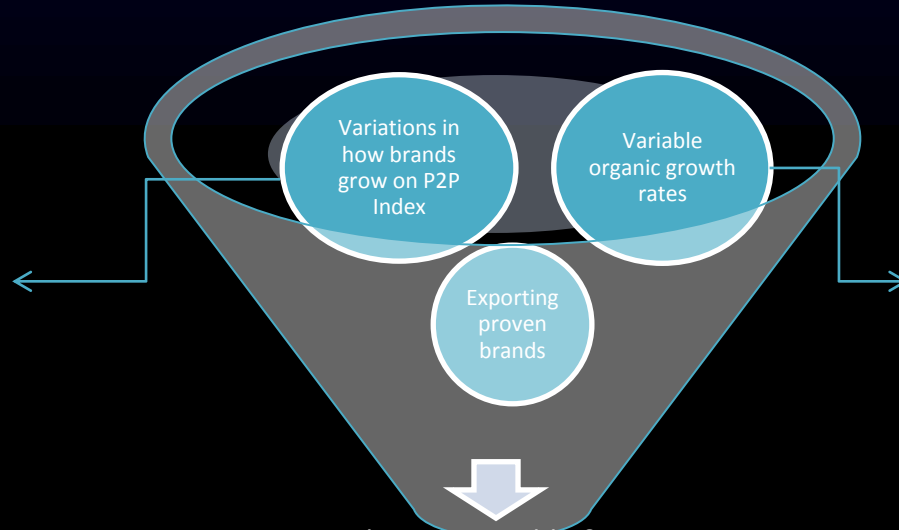 Variations in
how brands
grow on P2P
Index
Variable
organic growth
rates
Exporting
proven
brands